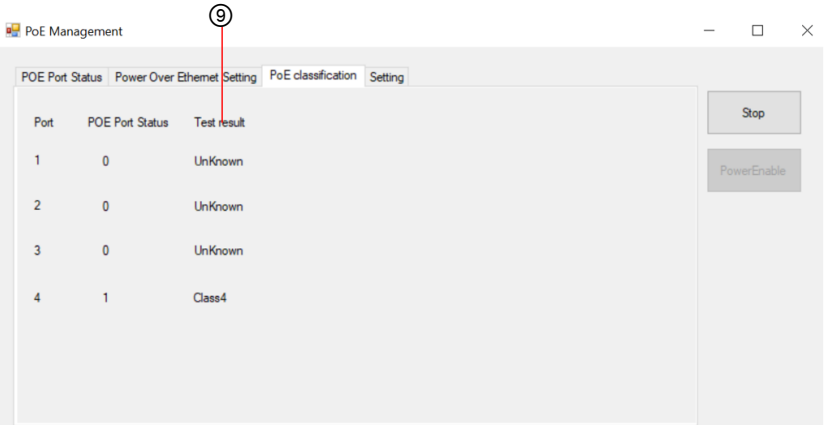 ⑨
PoE Management
POE Port Status Power Over Ethernet Setting PoE classification Setting
Stop
Port POE Port Status Test result
1 0 UnKnown
PowerEnable
2 0 UnKnown
3 0 UnKnown
4 1 Class4